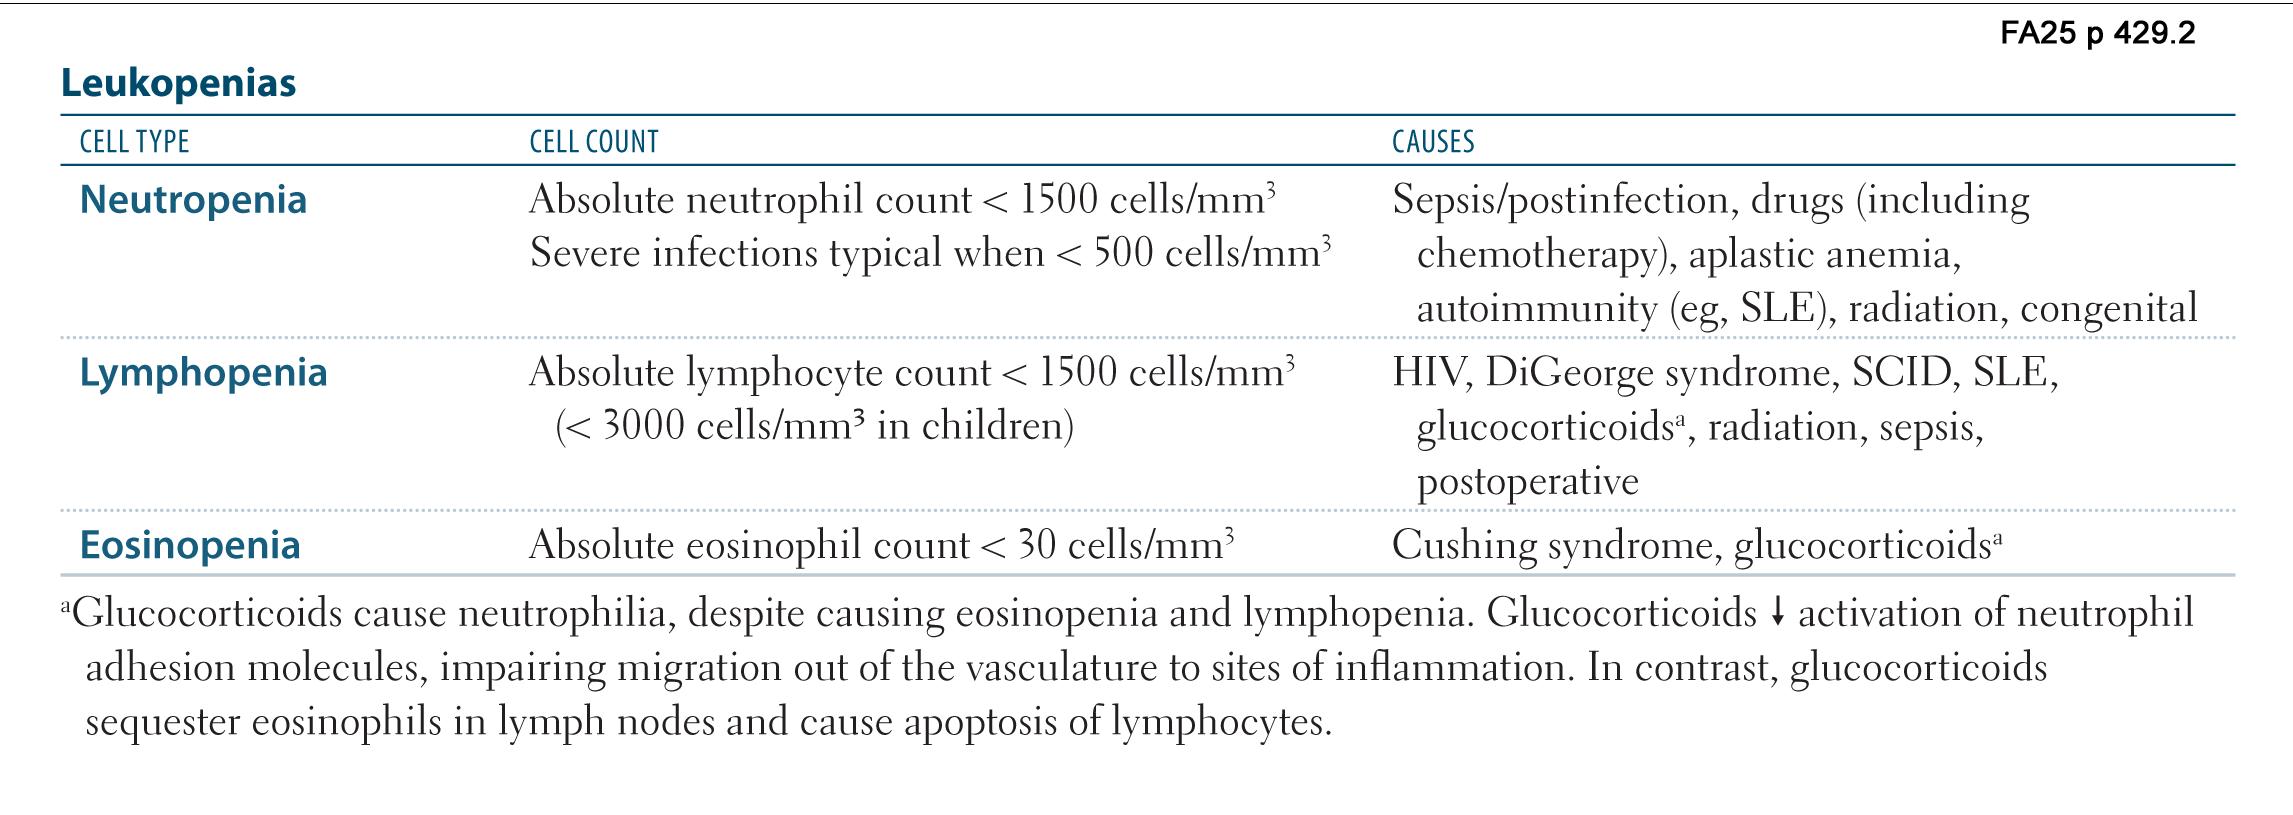 FA25 p 429.2
Leukopenias
CELL TYPE CELL COUNT CAUSES
Neutropenia Absolute neutrophil count < 1500 cells/mm³ Sepsis/postinfection, drugs (including
Severe infections typical when < 500 cells/mm³ chemotherapy), aplastic anemia,
autoimmunity (eg, SLE), radiation, congenital
Lymphopenia Absolute lymphocyte count < 1500 cells/mm³ HIV, DiGeorge syndrome, SCID, SLE,
(< 3000 cells/mm³ in children) glucocorticoidsᵃ, radiation, sepsis,
postoperative
Eosinopenia Absolute eosinophil count < 30 cells/mm³ Cushing syndrome, glucocorticoidsᵃ
ᵃGlucocorticoids cause neutrophilia, despite causing eosinopenia and lymphopenia. Glucocorticoids ↓ activation of neutrophil
adhesion molecules, impairing migration out of the vasculature to sites of inflammation. In contrast, glucocorticoids
sequester eosinophils in lymph nodes and cause apoptosis of lymphocytes.